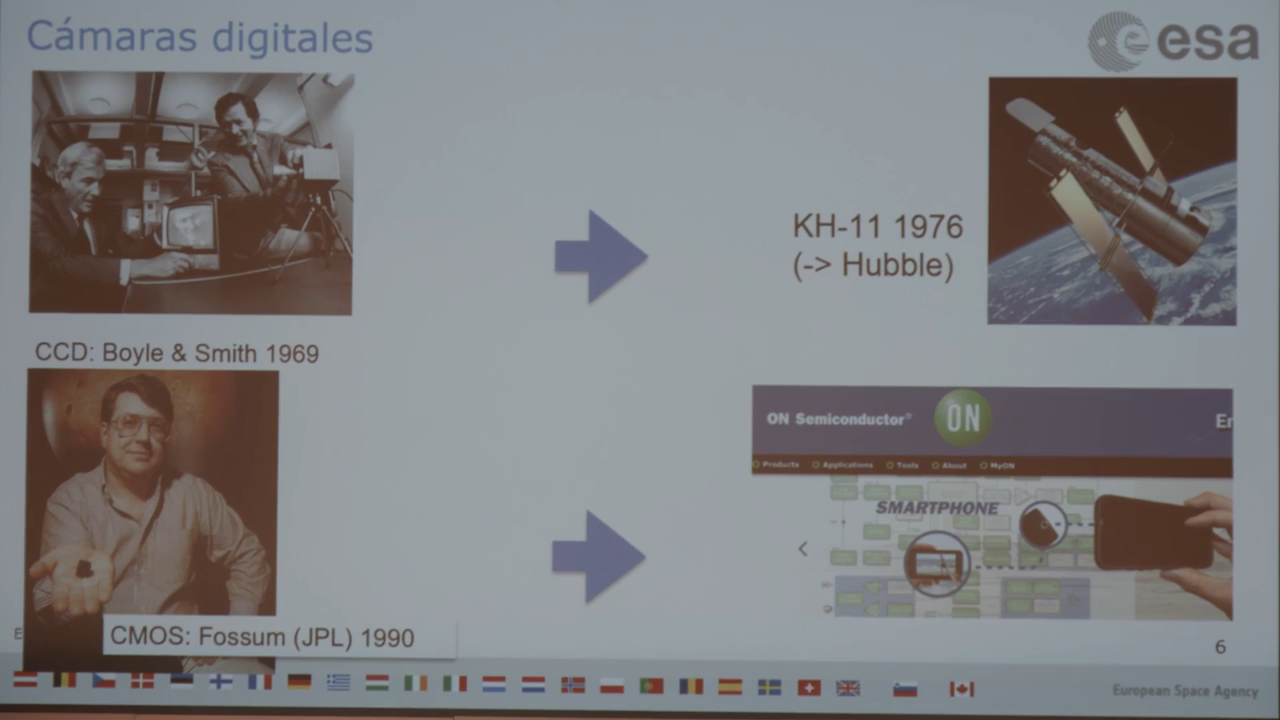 Cámaras digitales
esa
KH-11 1976
(-> Hubble)
CCD: Boyle & Smith 1969
ON Semiconductor®
ON
Er
Products
Applications
Tools
About
MyON
SMARTPHONE
CMOS: Fossum (JPL) 1990
E
6
European Space Agency